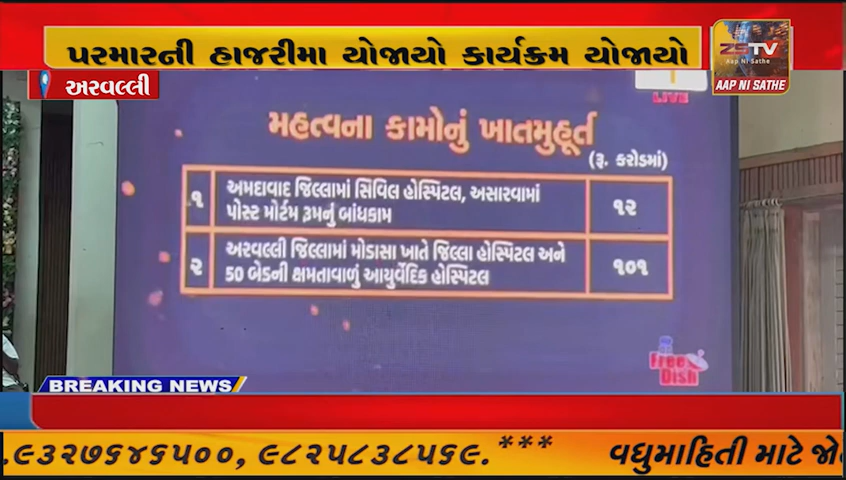 પરમારની હાજરીમા યોજાયો કાર્યક્રમ યોજાયો
ZSTV
Aap Ni Sathe
AAP NI SATHE
અરવલ્લી
LIVE
મહત્વના કામોનું ખાતમુહૂર્ત
(રૂ. કરોડમાં)
૧ અમદાવાદ જિલ્લામાં સિવિલ હોસ્પિટલ, અસારવામાં ૧૨
પોસ્ટ મોર્ટમ રૂમનું બાંધકામ
૨ અરવલ્લી જિલ્લામાં મોડાસા ખાતે જિલ્લા હોસ્પિટલ અને ૧૦૧
50 બેડની ક્ષમતાવાળું આયુર્વેદિક હોસ્પિટલ
Free Dish
BREAKING NEWS
.૯૩૨૭૬૪૬૫૦૦, ૯૮૨૫૮૩૮૫૬૯.*** વધુમાહિતી માટે